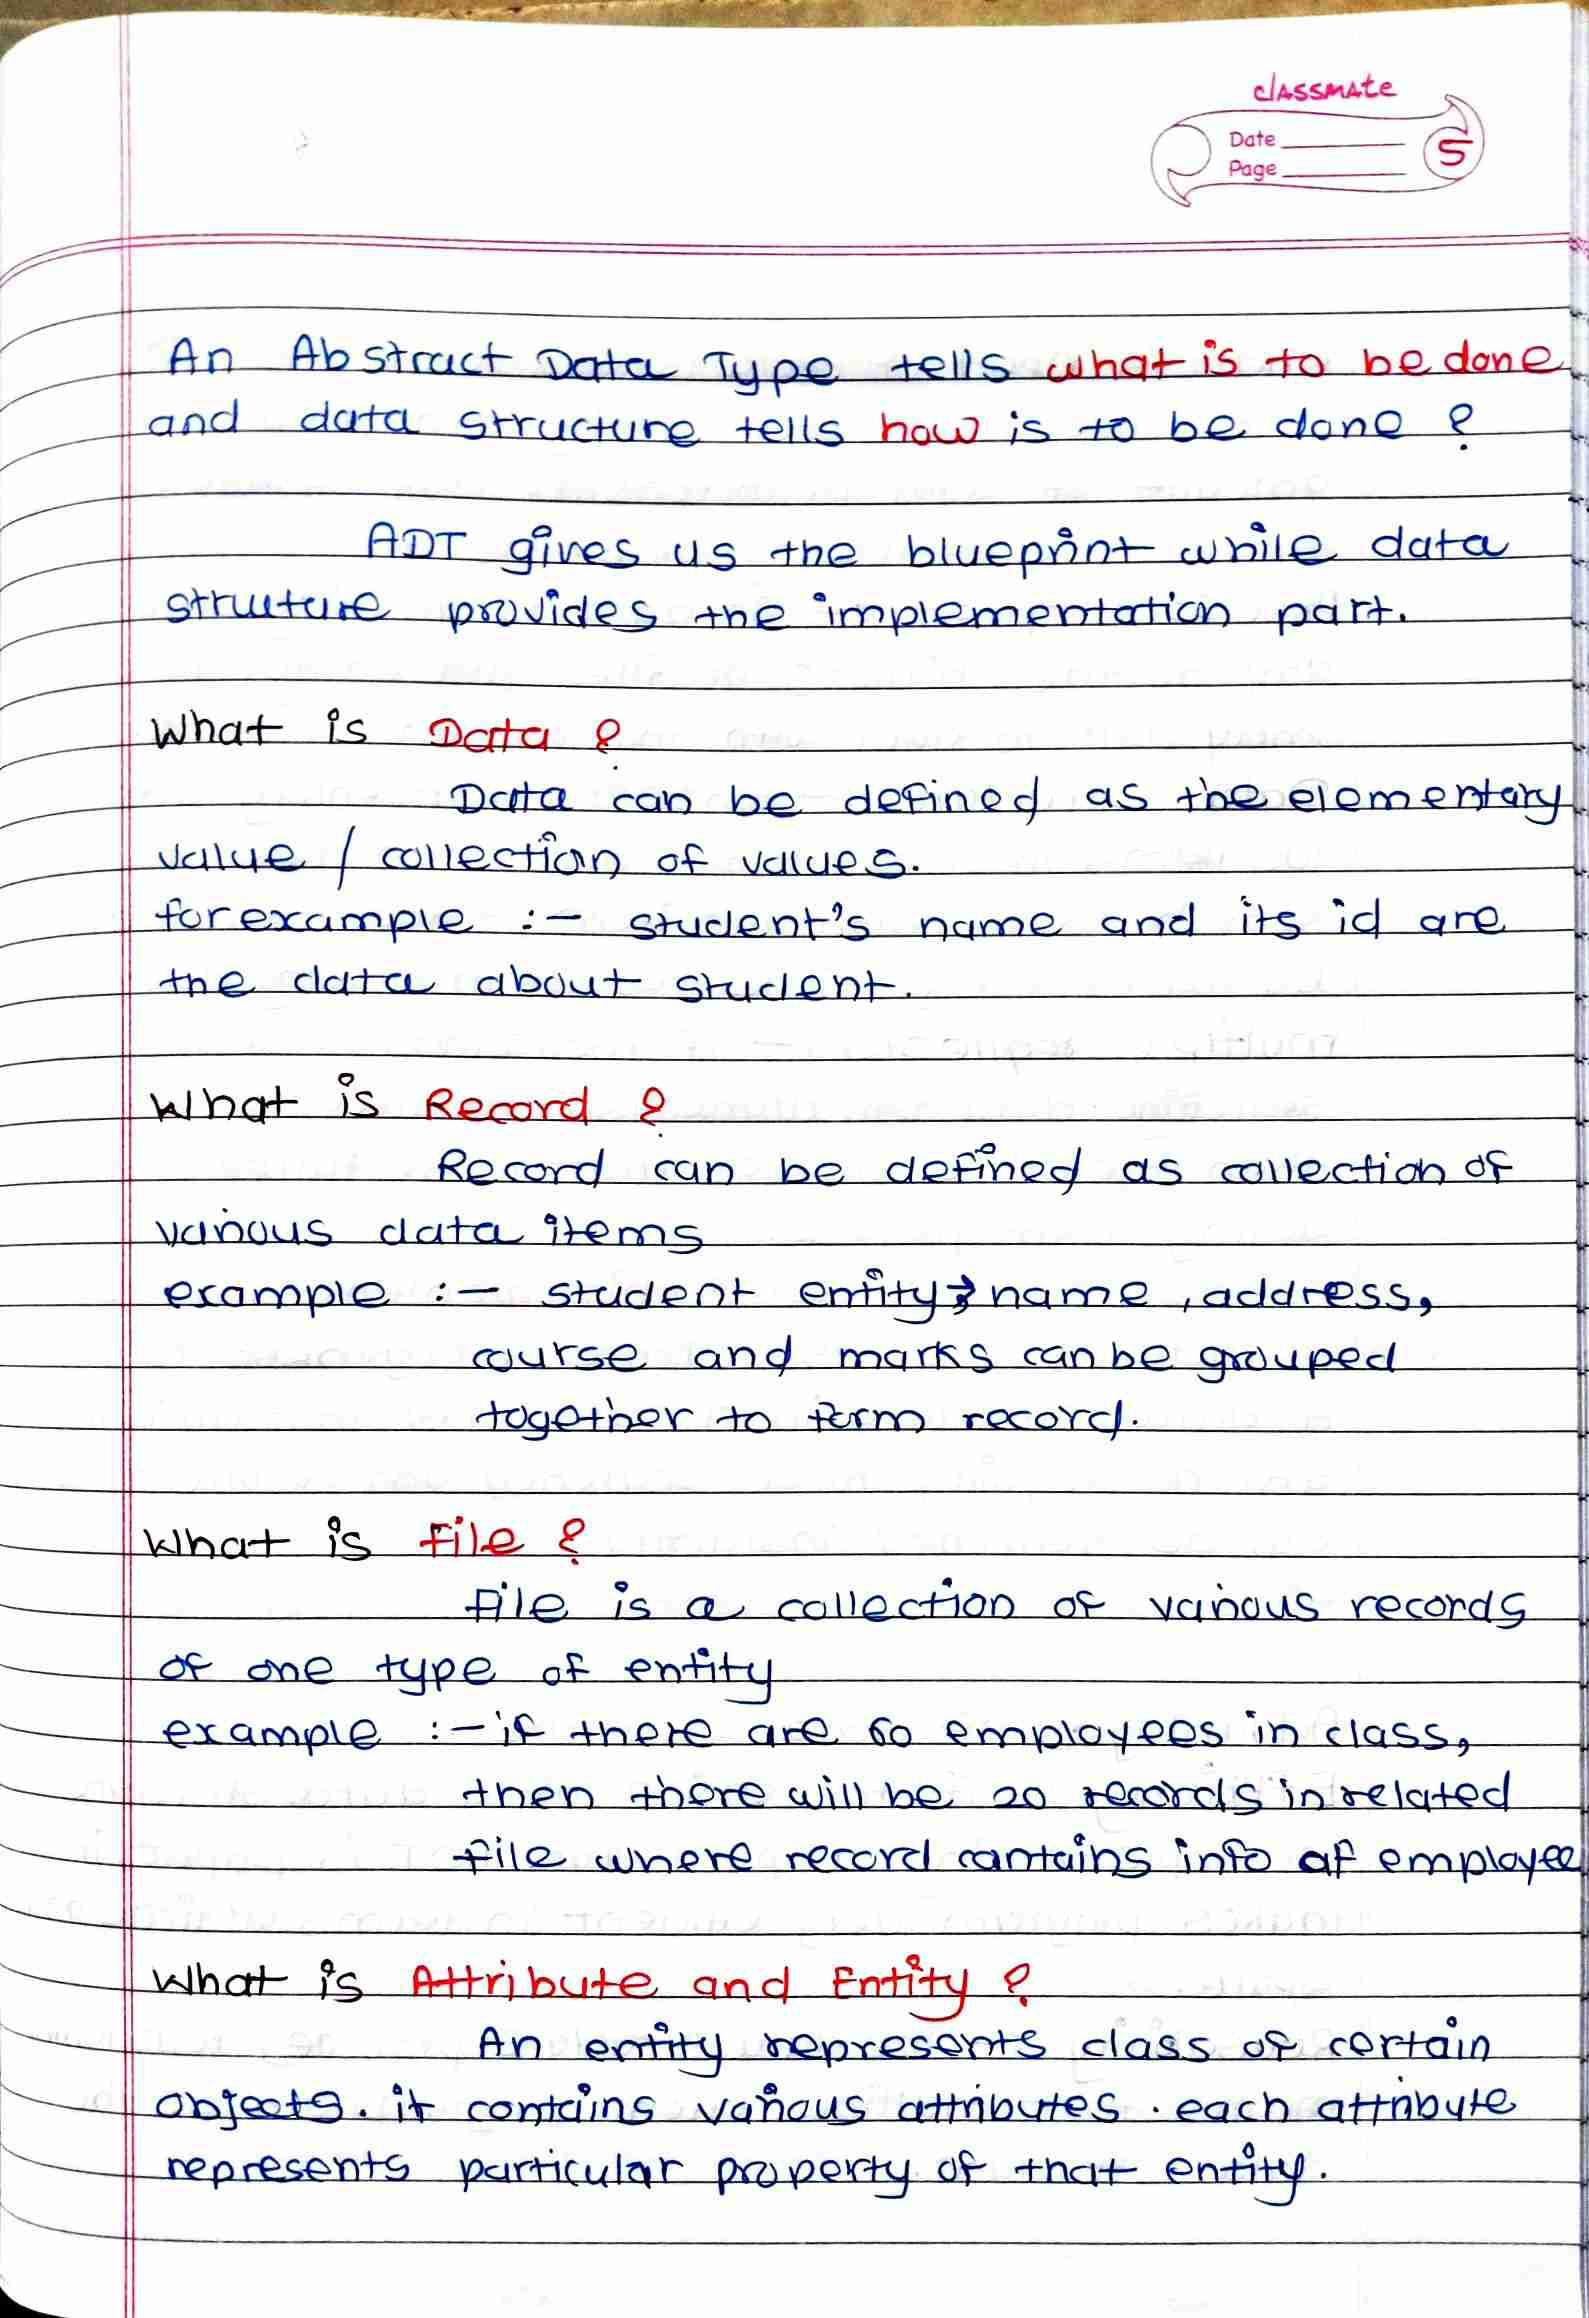 classmate
Date
Page
5
An Abstract Data Type tells what is to be done
and data structure tells how is to be done ?
ADT gives us the blueprint while data
structure provides the implementation part.
What is Data ?
Data can be defined as the elementary
value / collection of values.
for example :- student's name and its id are
the data about student.
What is Record ?
Record can be defined as collection of
various data items
example :- student entity → name, address,
course and marks can be grouped
together to form record.
What is file ?
file is a collection of various records
of one type of entity
example :- if there are 60 employees in class,
then there will be 20 records in related
file where record contains info of employee
What is Attribute and Entity ?
An entity represents class of certain
objects. it contains various attributes. each attribute
represents particular property of that entity.